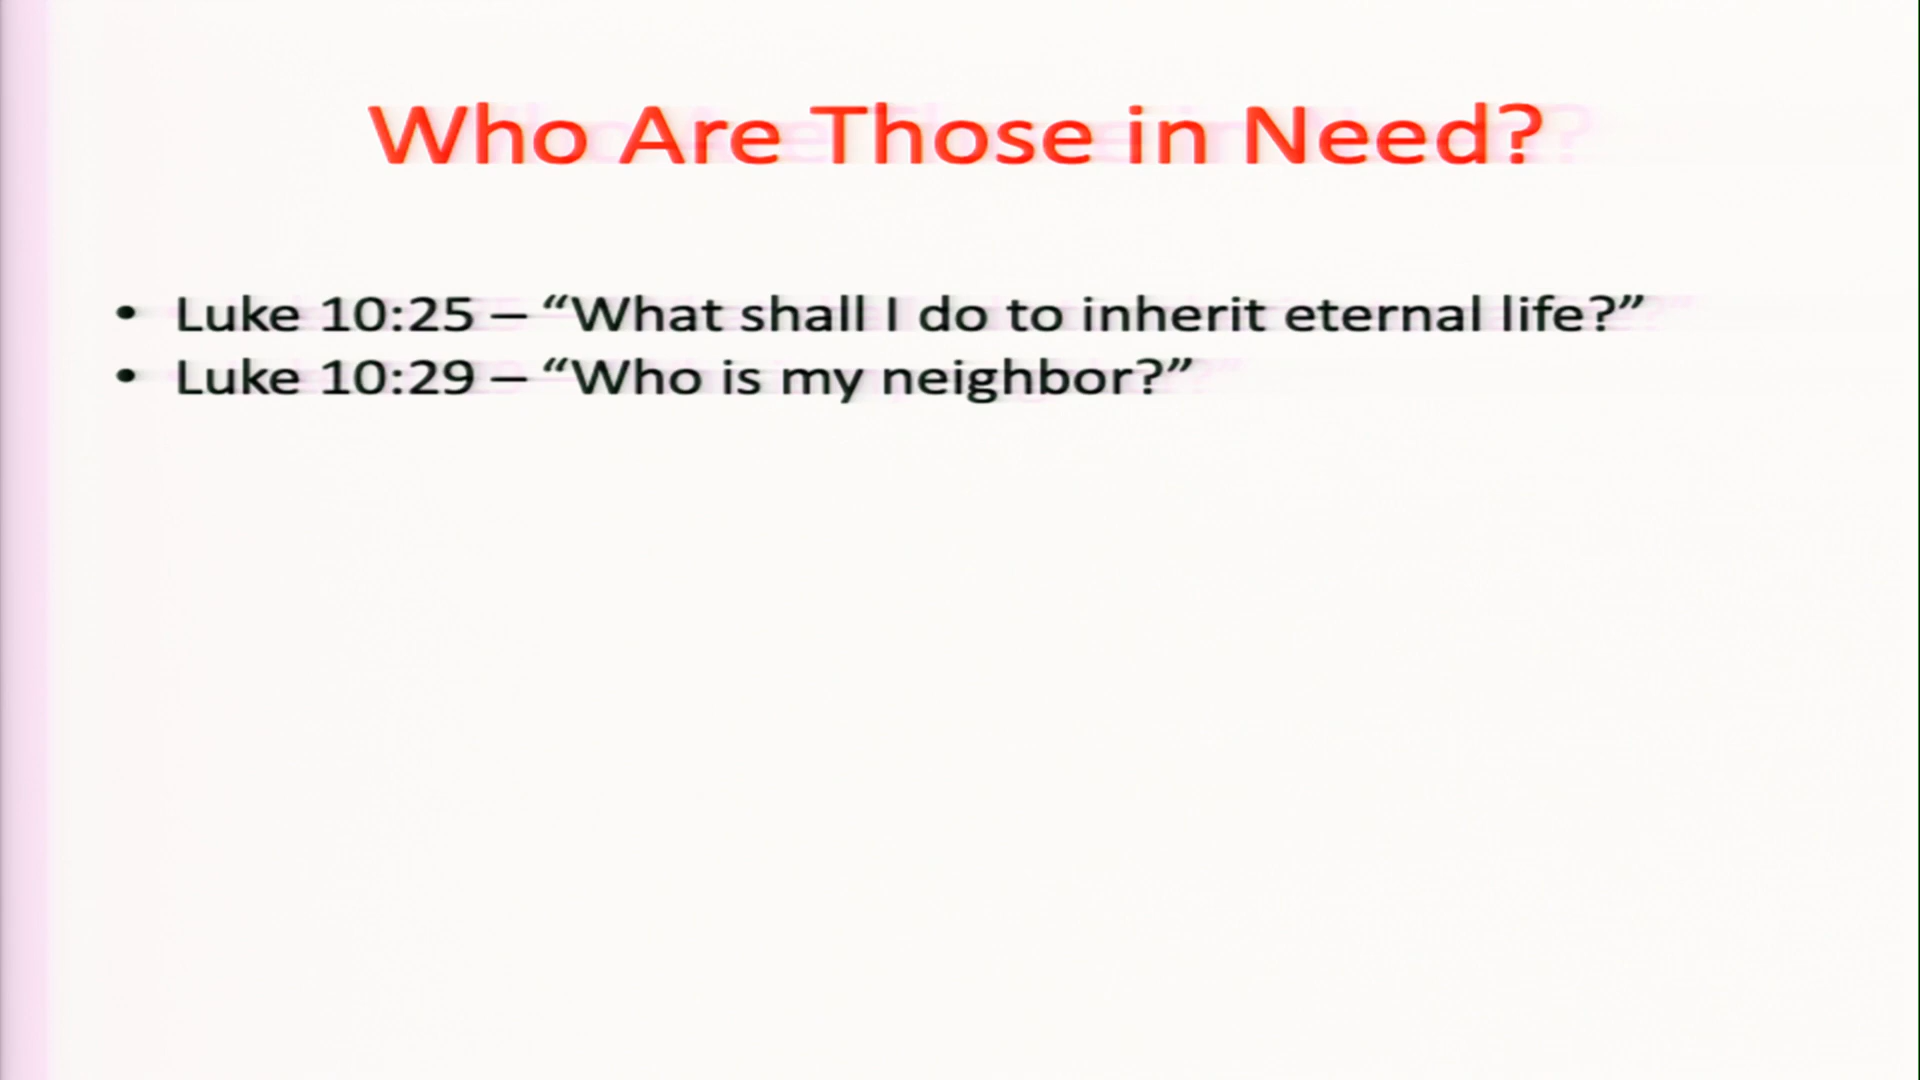 Who Are Those in Need?
• Luke 10:25 – “What shall I do to inherit eternal life?”
• Luke 10:29 – “Who is my neighbor?”